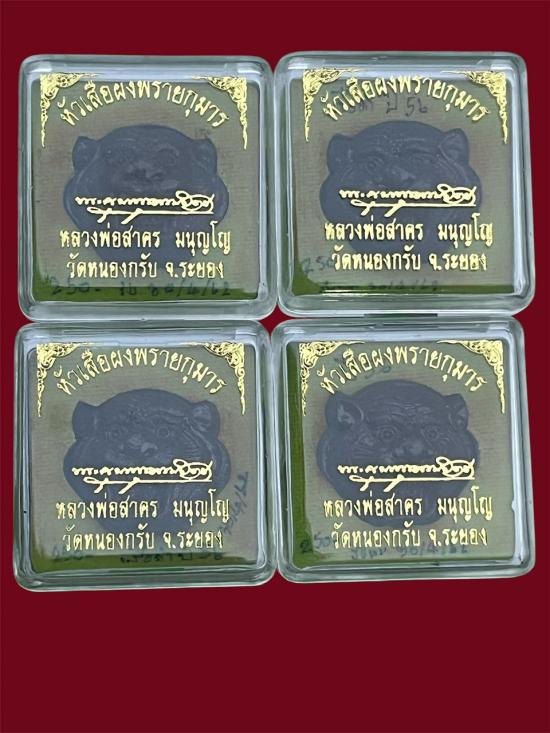 หัวเสือผงพรายกุมาร
หลวงพ่อสาคร มนุญโญ
วัดหนองกรับ จ.ระยอง
250.-
หัวเสือผงพรายกุมาร
ปี 56
หลวงพ่อสาคร มนุญโญ
วัดหนองกรับ จ.ระยอง
250
หัวเสือผงพรายกุมาร
หลวงพ่อสาคร มนุญโญ
วัดหนองกรับ จ.ระยอง
250-
หัวเสือผงพรายกุมาร
หลวงพ่อสาคร มนุญโญ
วัดหนองกรับ จ.ระยอง
250